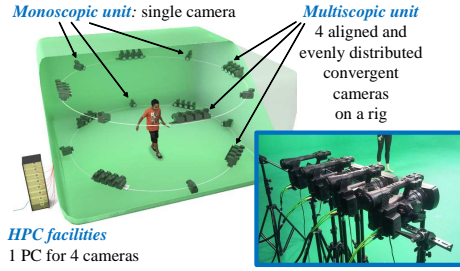 Monoscopic unit: single camera
Multiscopic unit
4 aligned and
evenly distributed
convergent
cameras
on a rig
HPC facilities
1 PC for 4 cameras